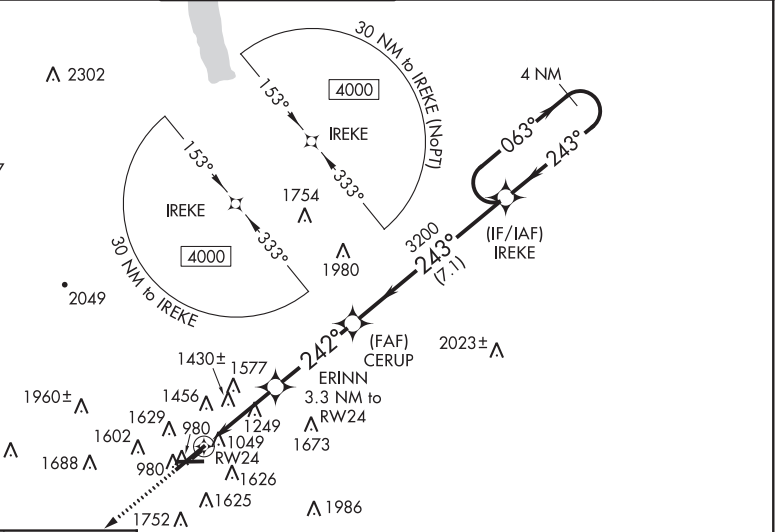 2302
30 NM to IREKE (NoPT)
4000
153°
IREKE
333°
4 NM
063°
243°
153°
IREKE
4000
333°
30 NM to IREKE
1754
1980
(IF/IAF)
IREKE
3200
243°
(7.1)
2049
(FAF)
CERUP
242°
2023±
ERINN
3.3 NM to
RW24
1430±
1577
1456
1960±
1629
980
1249
1673
1602
1049
RW24
1688
980
1626
1625
1986
1752